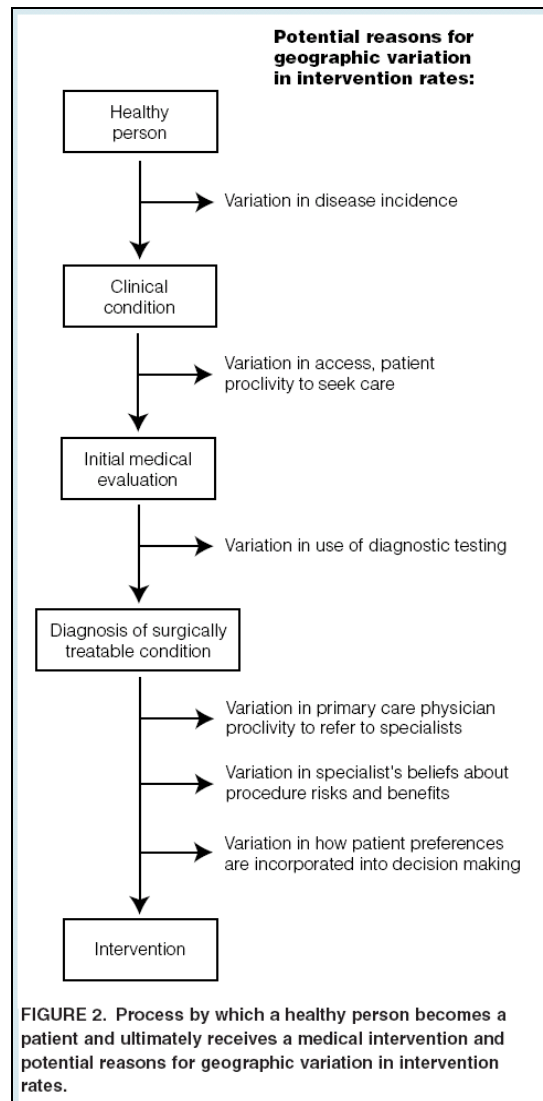 Potential reasons for
geographic variation
in intervention rates:
Healthy
person
Variation in disease incidence
Clinical
condition
Variation in access, patient
proclivity to seek care
Initial medical
evaluation
Variation in use of diagnostic testing
Diagnosis of surgically
treatable condition
Variation in primary care physician
proclivity to refer to specialists
Variation in specialist's beliefs about
procedure risks and benefits
Variation in how patient preferences
are incorporated into decision making
Intervention
FIGURE 2. Process by which a healthy person becomes a
patient and ultimately receives a medical intervention and
potential reasons for geographic variation in intervention
rates.